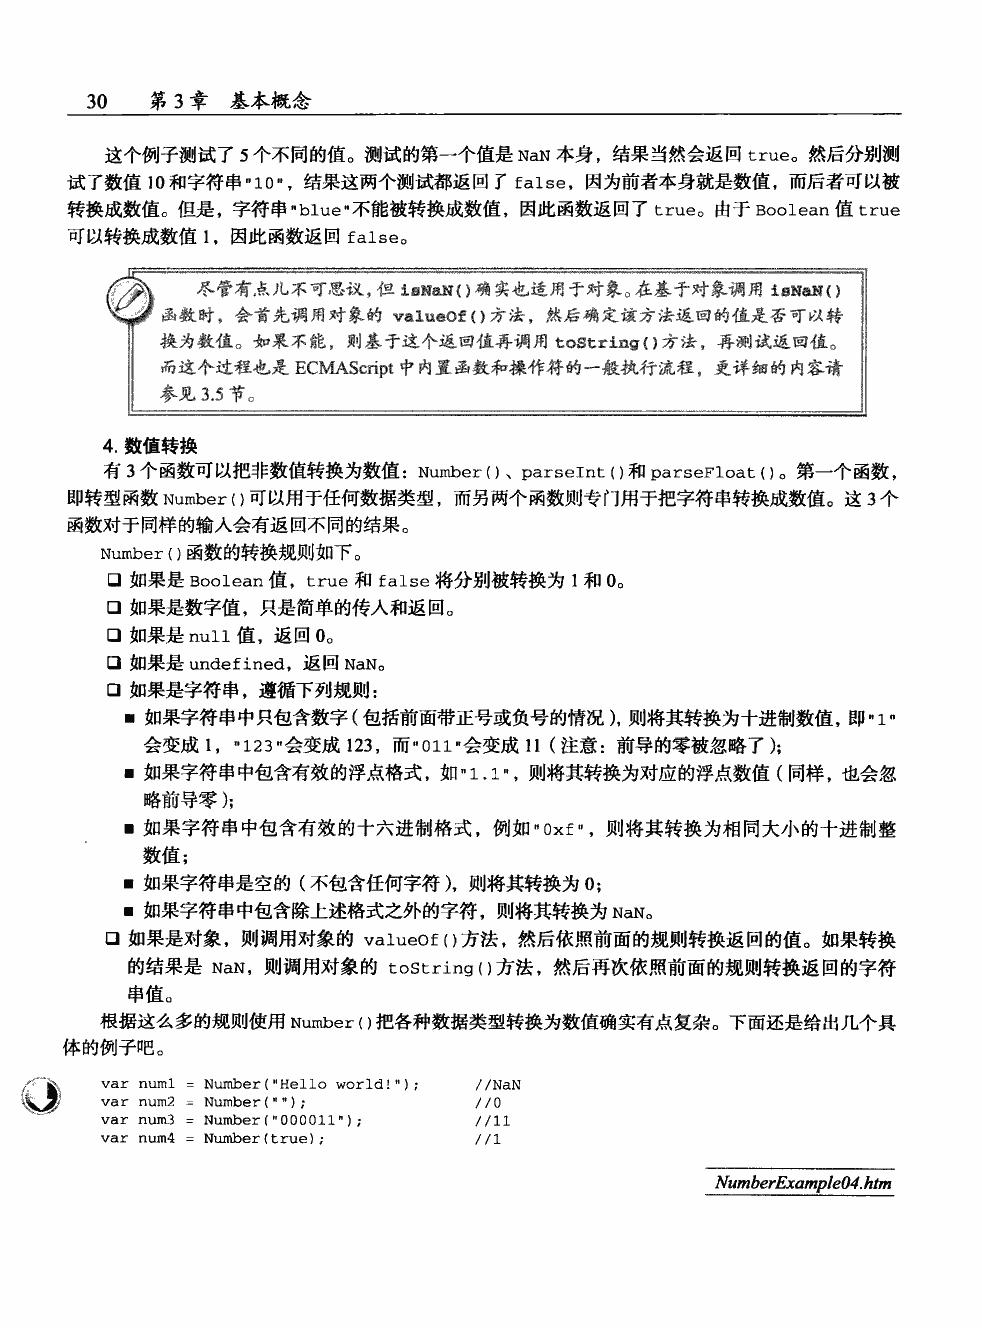 30 第 3 章 基本概念
这个例子测试了 5 个不同的值。测试的第一个值是 NaN 本身，结果当然会返回 true。然后分别测
试了数值 10 和字符串"10"，结果这两个测试都返回了 false，因为前者本身就是数值，而后者可以被
转换成数值。但是，字符串"blue"不能被转换成数值，因此函数返回了 true。由于 Boolean 值 true
可以转换成数值 1，因此函数返回 false。
尽管有点儿不可思议，但 isNaN()确实也适用于对象。在基于对象调用 isNaN()
函数时，会首先调用对象的 valueOf()方法，然后确定该方法返回的值是否可以转
换为数值。如果不能，则基于这个返回值再调用 toString()方法，再测试返回值。
而这个过程也是 ECMAScript 中内置函数和操作符的一般执行流程，更详细的内容请
参见 3.5 节。
4. 数值转换
有 3 个函数可以把非数值转换为数值：Number()、parseInt()和 parseFloat()。第一个函数，
即转型函数 Number()可以用于任何数据类型，而另两个函数则专门用于把字符串转换成数值。这 3 个
函数对于同样的输入会有返回不同的结果。
Number()函数的转换规则如下。
❑ 如果是 Boolean 值，true 和 false 将分别被转换为 1 和 0。
❑ 如果是数字值，只是简单的传入和返回。
❑ 如果是 null 值，返回 0。
❑ 如果是 undefined，返回 NaN。
❑ 如果是字符串，遵循下列规则：
■ 如果字符串中只包含数字（包括前面带正号或负号的情况），则将其转换为十进制数值，即"1"
会变成 1，"123"会变成 123，而"011"会变成 11（注意：前导的零被忽略了）；
■ 如果字符串中包含有效的浮点格式，如"1.1"，则将其转换为对应的浮点数值（同样，也会忽
略前导零）；
■ 如果字符串中包含有效的十六进制格式，例如"0xf"，则将其转换为相同大小的十进制整
数值；
■ 如果字符串是空的（不包含任何字符），则将其转换为 0；
■ 如果字符串中包含除上述格式之外的字符，则将其转换为 NaN。
❑ 如果是对象，则调用对象的 valueOf()方法，然后依照前面的规则转换返回的值。如果转换
的结果是 NaN，则调用对象的 toString()方法，然后再次依照前面的规则转换返回的字符
串值。
根据这么多的规则使用 Number()把各种数据类型转换为数值确实有点复杂。下面还是给出几个具
体的例子吧。
var num1 = Number("Hello world!"); //NaN
var num2 = Number(""); //0
var num3 = Number("000011"); //11
var num4 = Number(true); //1
NumberExample04.htm